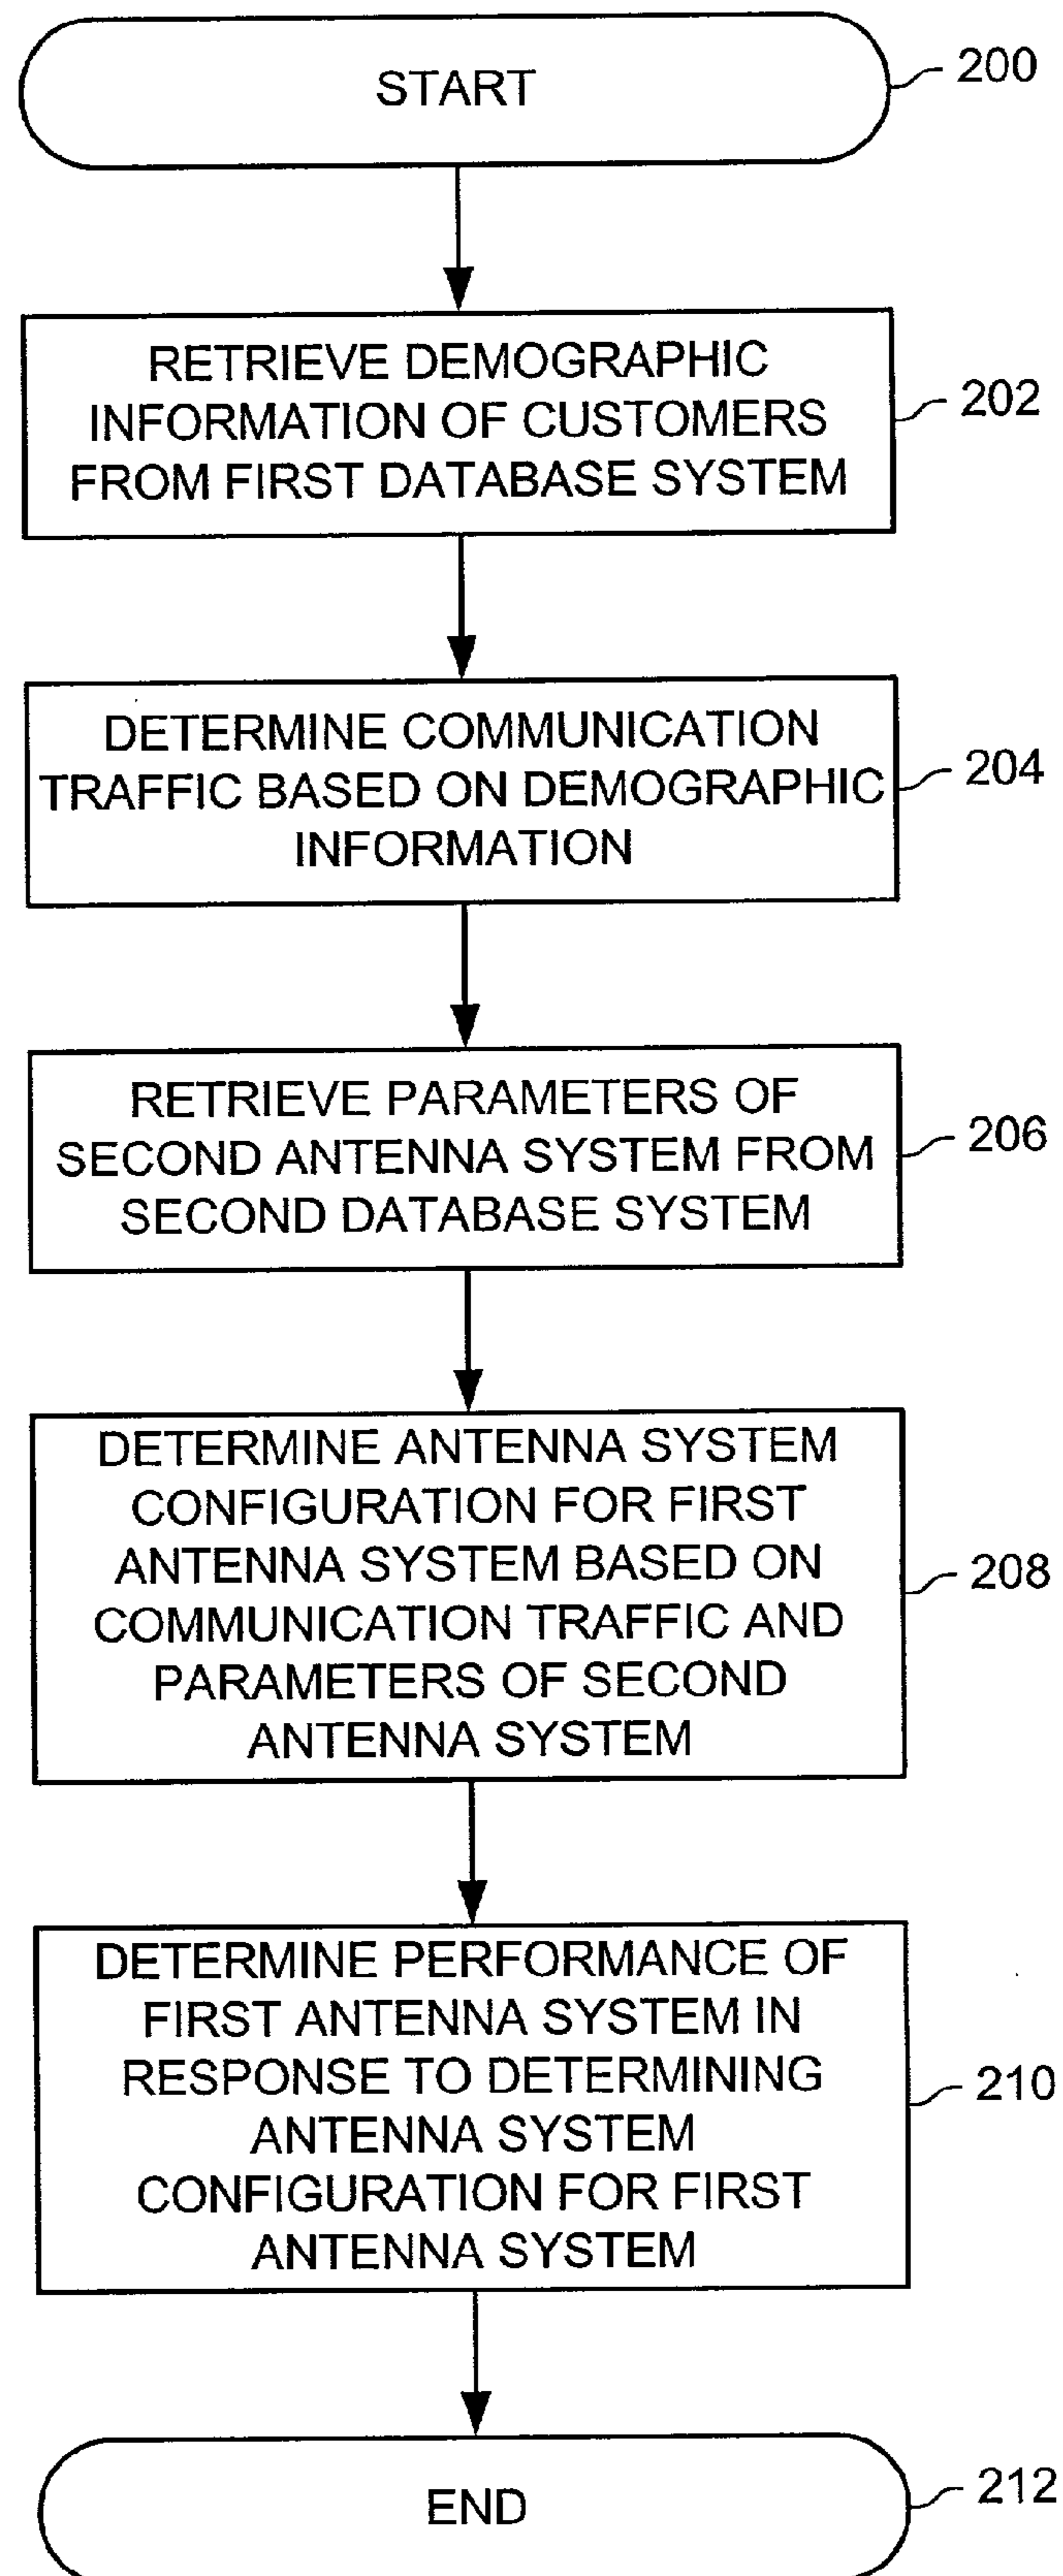 START
200
RETRIEVE DEMOGRAPHIC
INFORMATION OF CUSTOMERS
FROM FIRST DATABASE SYSTEM
202
DETERMINE COMMUNICATION
TRAFFIC BASED ON DEMOGRAPHIC
INFORMATION
204
RETRIEVE PARAMETERS OF
SECOND ANTENNA SYSTEM FROM
SECOND DATABASE SYSTEM
206
DETERMINE ANTENNA SYSTEM
CONFIGURATION FOR FIRST
ANTENNA SYSTEM BASED ON
COMMUNICATION TRAFFIC AND
PARAMETERS OF SECOND
ANTENNA SYSTEM
208
DETERMINE PERFORMANCE OF
FIRST ANTENNA SYSTEM IN
RESPONSE TO DETERMINING
ANTENNA SYSTEM
CONFIGURATION FOR FIRST
ANTENNA SYSTEM
210
END
212